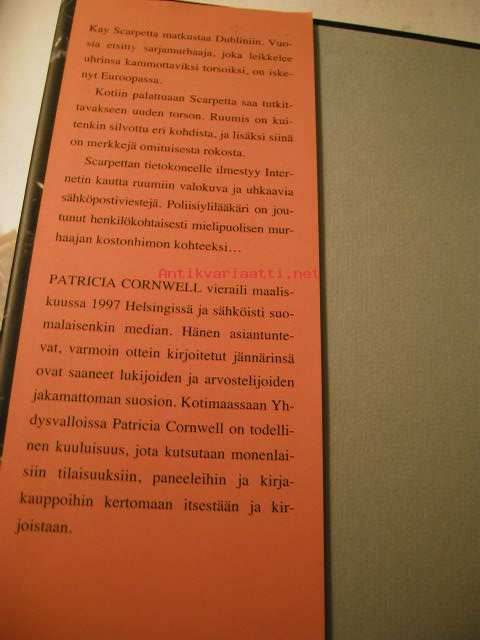 Kay Scarpetta matkustaa Dubliniin. Vuo-
sia etsitty sarjamurhaaja, joka leikkelee
uhrinsa kammottaviksi torsoiksi, on iske-
nyt Euroopassa.
Kotiin palattuaan Scarpetta saa tutkit-
tavakseen uuden torson. Ruumis on kui-
tenkin silvottu eri kohdista, ja lisäksi siinä
on merkkejä omituisesta rokosta.
Scarpettan tietokoneelle ilmestyy Inter-
netin kautta ruumiin valokuva ja uhkaavia
sähköpostiviestejä. Poliisiylilääkäri on jou-
tunut henkilökohtaisesti mielipuolisen mur-
haajan kostonhimon kohteeksi...
Antikvariaatti.net
PATRICIA CORNWELL vieraili maalis-
kuussa 1997 Helsingissä ja sähköisti suo-
malaisenkin median. Hänen asiantunte-
vat, varmoin ottein kirjoitetut jännärinsä
ovat saaneet lukijoiden ja arvostelijoiden
jakamattoman suosion. Kotimaassaan Yh-
dysvalloissa Patricia Cornwell on todelli-
nen kuuluisuus, jota kutsutaan monenlai-
siin tilaisuuksiin, paneeleihin ja kirja-
kauppoihin kertomaan itsestään ja kir-
joistaan.